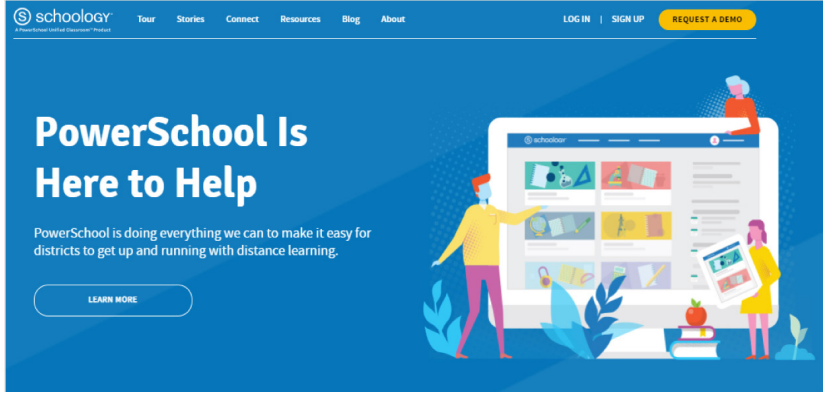 schoology
A PowerSchool Unified Classroom™ Product
Tour Stories Connect Resources Blog About
LOG IN | SIGN UP REQUEST A DEMO
PowerSchool Is
Here to Help
PowerSchool is doing everything we can to make it easy for
districts to get up and running with distance learning.
LEARN MORE
schoology